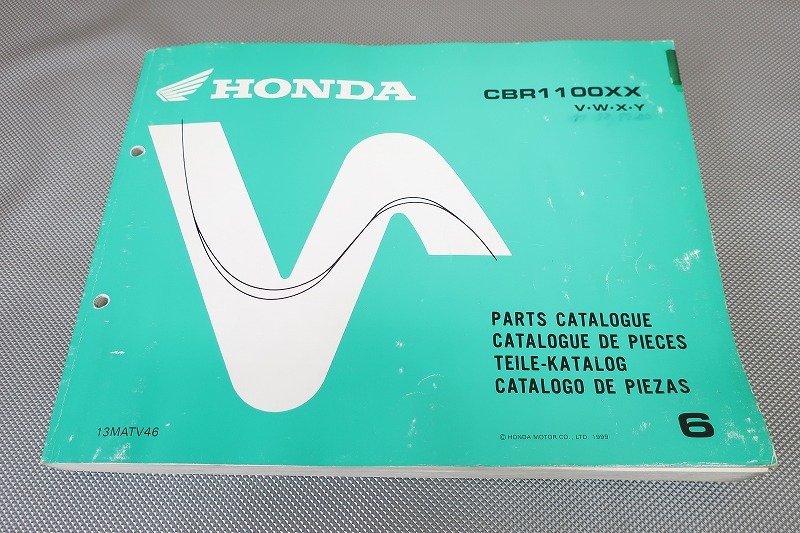 HONDA
CBR1100XX
V·W·X·Y
PARTS CATALOGUE
CATALOGUE DE PIECES
TEILE-KATALOG
CATALOGO DE PIEZAS
13MATV46
© HONDA MOTOR CO., LTD. 1999
6